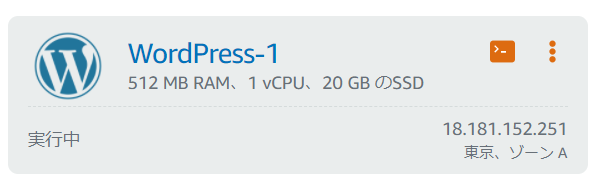 WordPress-1
512 MB RAM、1 vCPU、20 GB のSSD
実行中
18.181.152.251
東京、ゾーン A